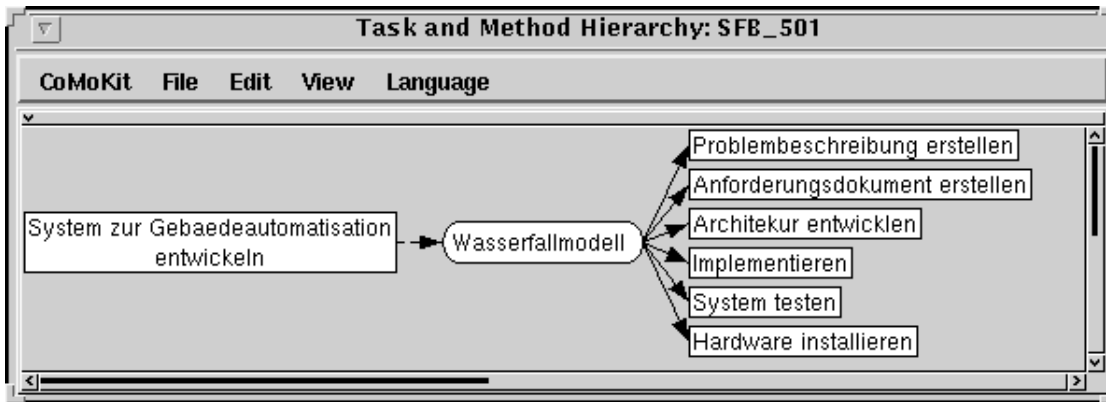 Task and Method Hierarchy: SFB_501
CoMoKit File Edit View Language
System zur Gebaedeautomatisation
entwickeln
Wasserfallmodell
Problembeschreibung erstellen
Anforderungsdokument erstellen
Architekur entwicklen
Implementieren
System testen
Hardware installieren